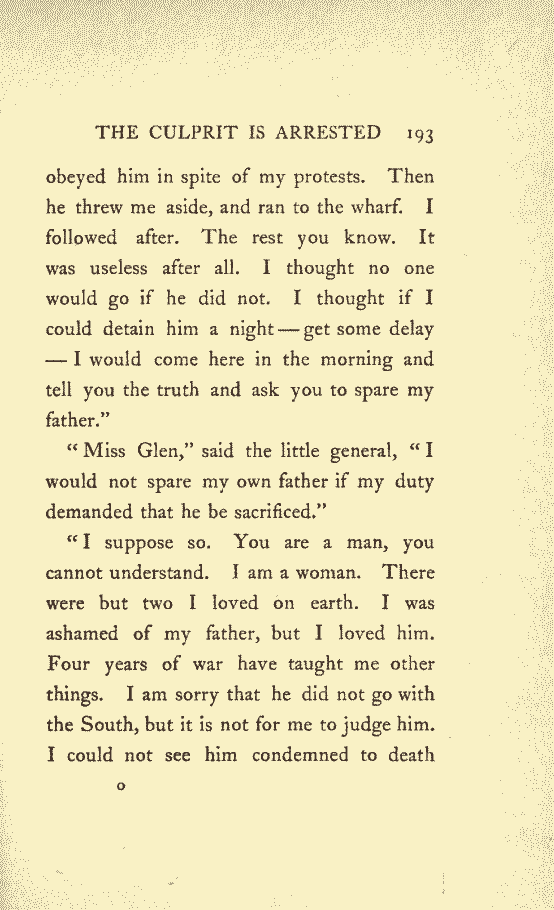 THE CULPRIT IS ARRESTED 193
obeyed him in spite of my protests. Then
he threw me aside, and ran to the wharf. I
followed after. The rest you know. It
was useless after all. I thought no one
would go if he did not. I thought if I
could detain him a night—get some delay
— I would come here in the morning and
tell you the truth and ask you to spare my
father.”
“ Miss Glen,” said the little general, “ I
would not spare my own father if my duty
demanded that he be sacrificed.”
“ I suppose so. You are a man, you
cannot understand. I am a woman. There
were but two I loved on earth. I was
ashamed of my father, but I loved him.
Four years of war have taught me other
things. I am sorry that he did not go with
the South, but it is not for me to judge him.
I could not see him condemned to death
o